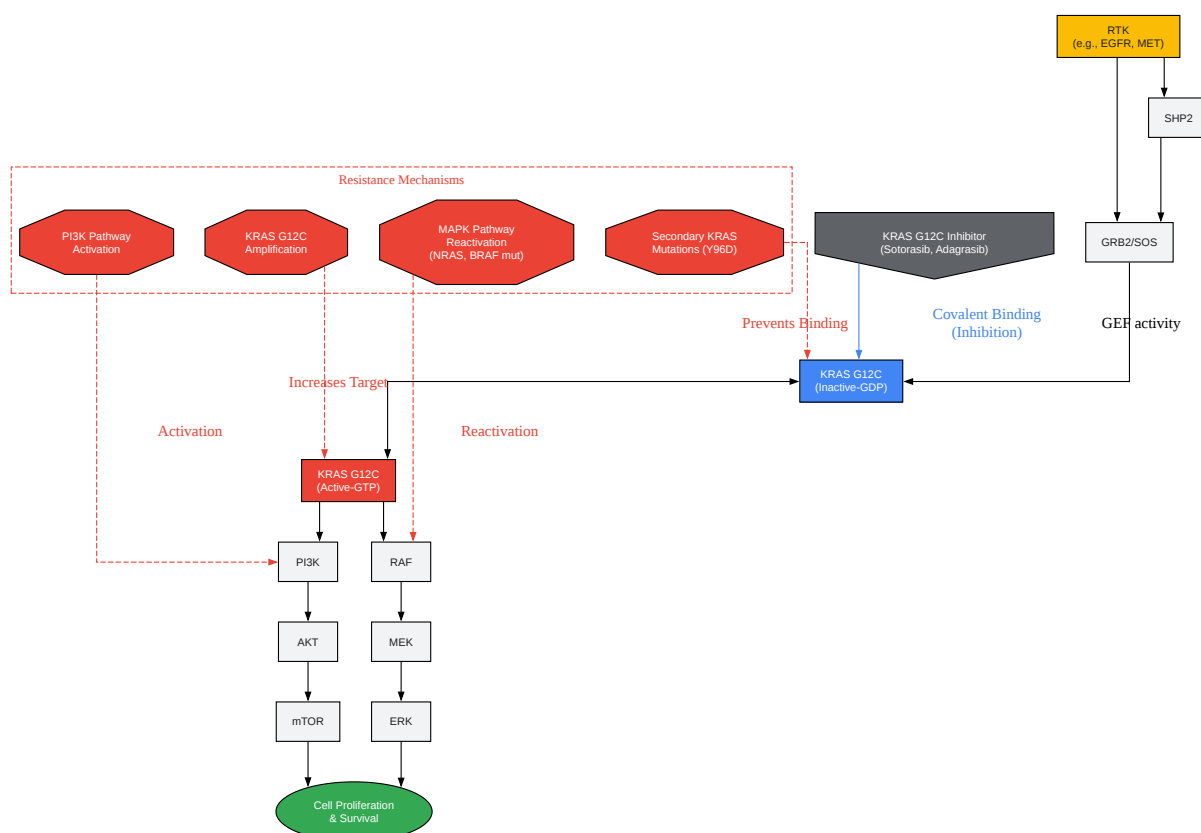 RTK
(e.g., EGFR, MET)
SHP2
Resistance Mechanisms
PI3K Pathway
Activation
KRAS G12C
Amplification
MAPK Pathway
Reactivation
(NRAS, BRAF mut)
Secondary KRAS
Mutations (Y96D)
KRAS G12C Inhibitor
(Sotorasib, Adagrasib)
GRB2/SOS
Prevents Binding
Covalent Binding
(Inhibition)
GEF activity
KRAS G12C
(Inactive-GDP)
Increases Target
Activation
Reactivation
KRAS G12C
(Active-GTP)
PI3K
RAF
AKT
MEK
mTOR
ERK
Cell Proliferation
& Survival